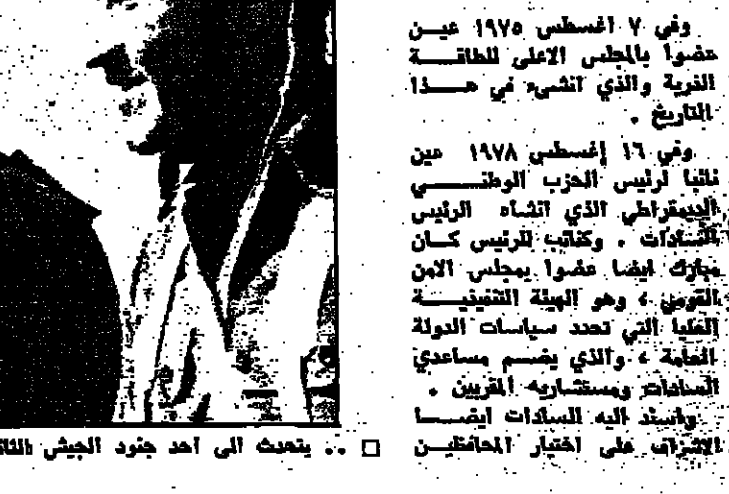 وفي ٧ اغسطس ١٩٧٥ عين
عضوا بالمجلس الاعلى للطاقة
الذرية والذي انشىء في هذا
التاريخ .
وفي ١٦ إغسطس ١٩٧٨ عين
نائبا لرئيس الحزب الوطني
الديمقراطي الذي انشأه الرئيس
السادات . وكنائب للرئيس كان
مبارك ايضا عضوا بمجلس الامن
القومي ، وهو الهيئة التنفيذية
العليا التي تحدد سياسات الدولة
العامة ، والذي يضم مساعدي
السادات ومستشاريه المقربين .
واسند اليه السادات ايضا
الاشراف على اختيار المحافظين
□ .. يتحدث الى احد جنود الجيش